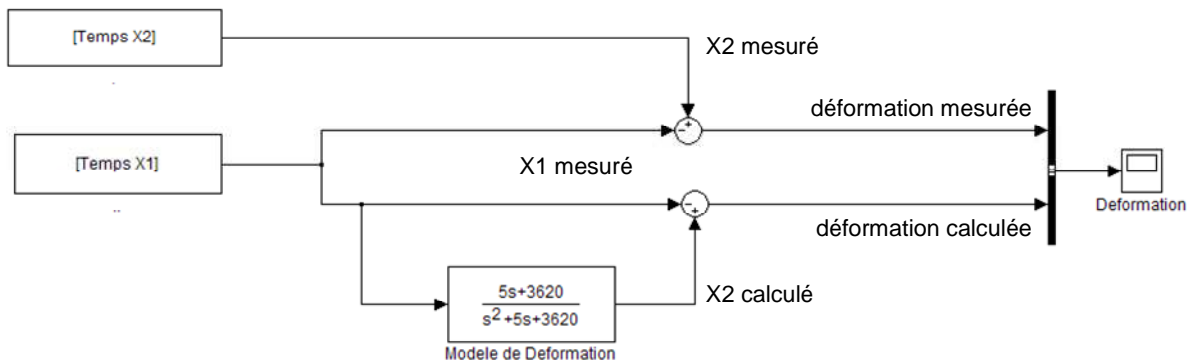 [Temps X2]
X2 mesuré
déformation mesurée
[Temps X1]
X1 mesuré
Deformation
déformation calculée
5s+3620
s2+5s+3620
X2 calculé
Modele de Deformation